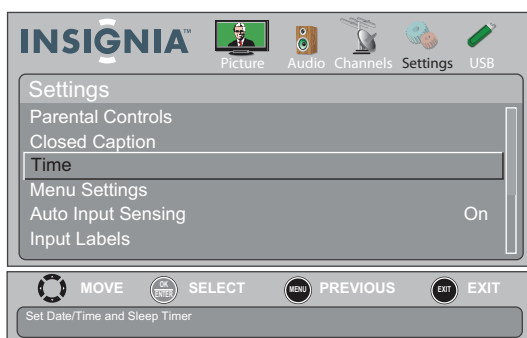 INSIGNIA™
Picture Audio Channels Settings USB
Settings
Parental Controls
Closed Caption
Time
Menu Settings
Auto Input Sensing On
Input Labels
MOVE OK ENTER SELECT MENU PREVIOUS EXIT EXIT
Set Date/Time and Sleep Timer